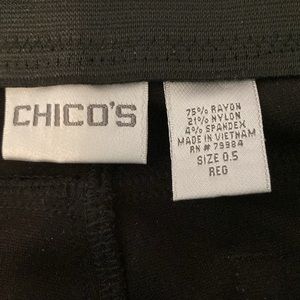 CHICO'S
75% RAYON
21% NYLON
4% SPANDEX
MADE IN VIETNAM
RN # 79984
SIZE 0.5
REG